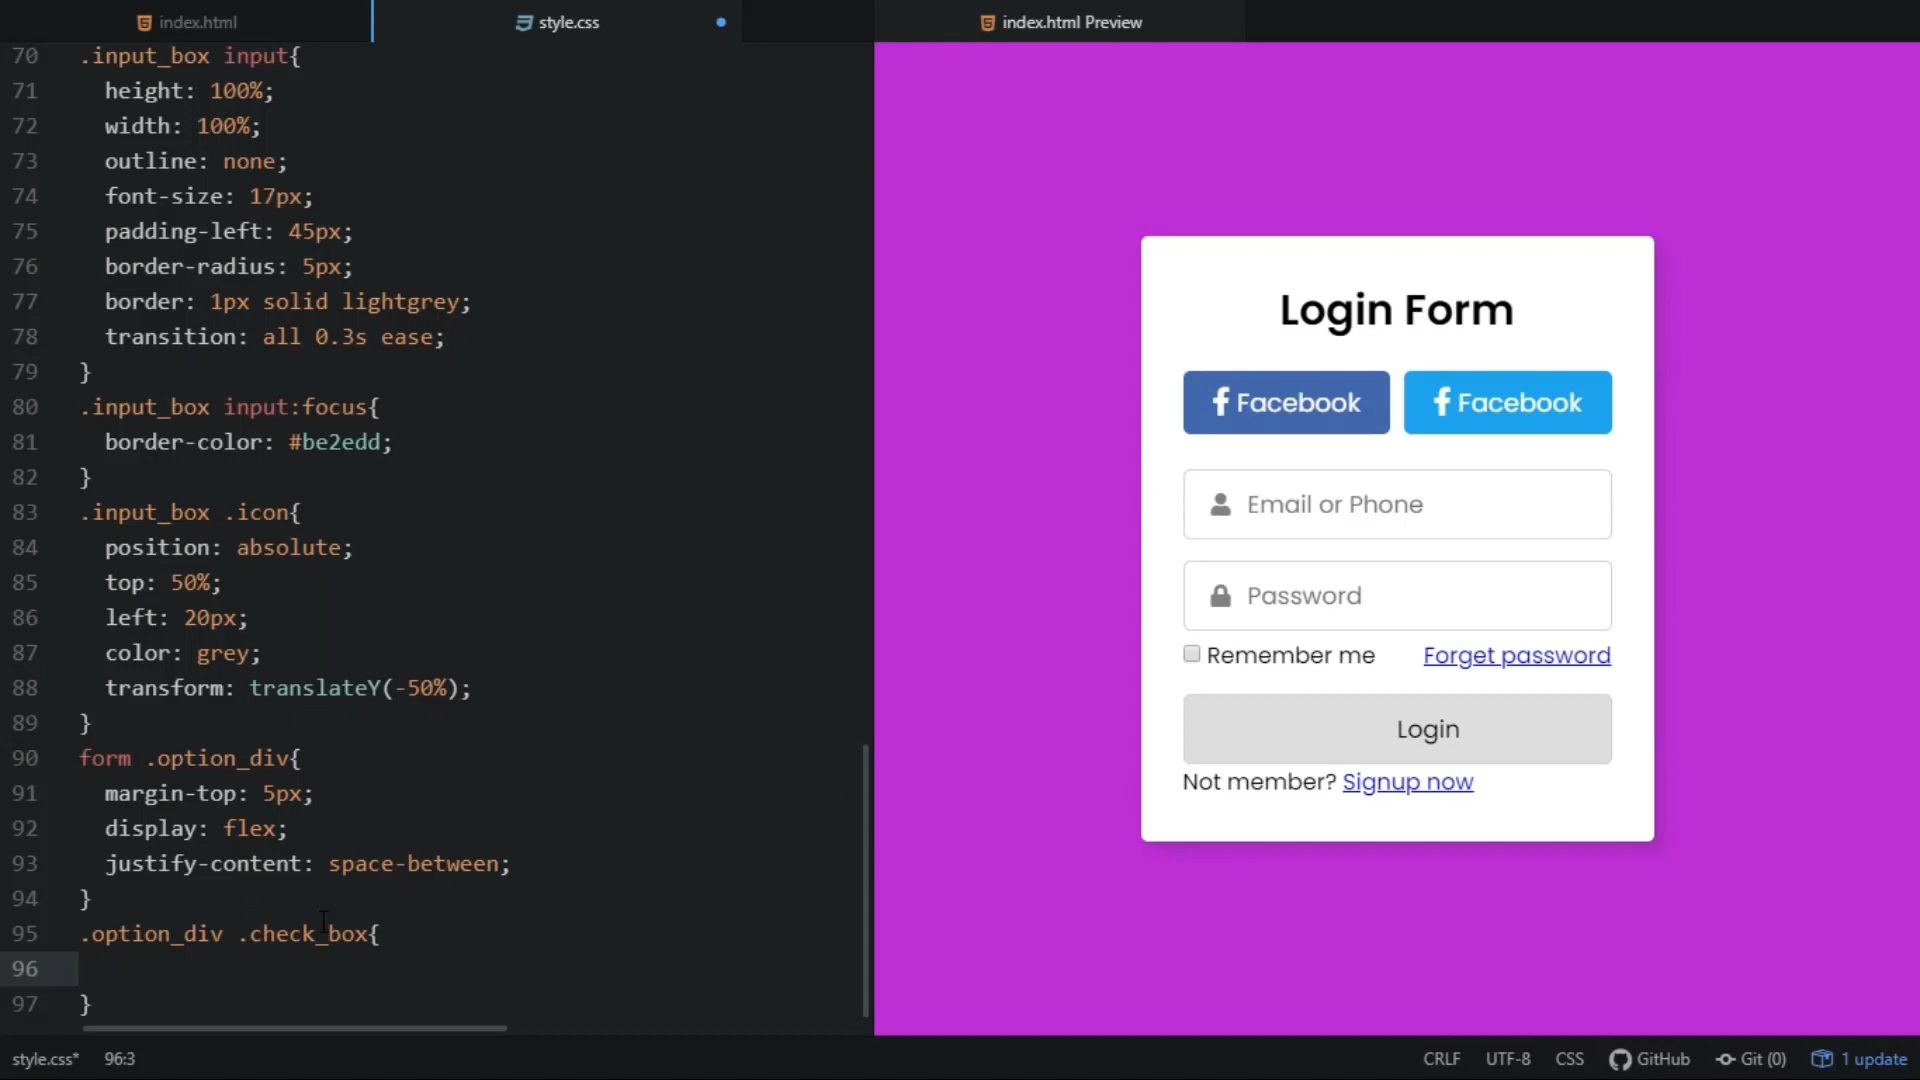 index.html
style.css
index.html Preview
70 .input_box input{
71 height: 100%;
72 width: 100%;
73 outline: none;
74 font-size: 17px;
75 padding-left: 45px;
76 border-radius: 5px;
77 border: 1px solid lightgrey;
78 transition: all 0.3s ease;
79 }
80 .input_box input:focus{
81 border-color: #be2edd;
82 }
83 .input_box .icon{
84 position: absolute;
85 top: 50%;
86 left: 20px;
87 color: grey;
88 transform: translateY(-50%);
89 }
90 form .option_div{
91 margin-top: 5px;
92 display: flex;
93 justify-content: space-between;
94 }
95 .option_div .check_box{
96
97 }
Login Form
Facebook Facebook
Email or Phone
Password
Remember me Forget password
Login
Not member? Signup now
style.css* 96:3 CRLF UTF-8 CSS GitHub Git (0) 1 update